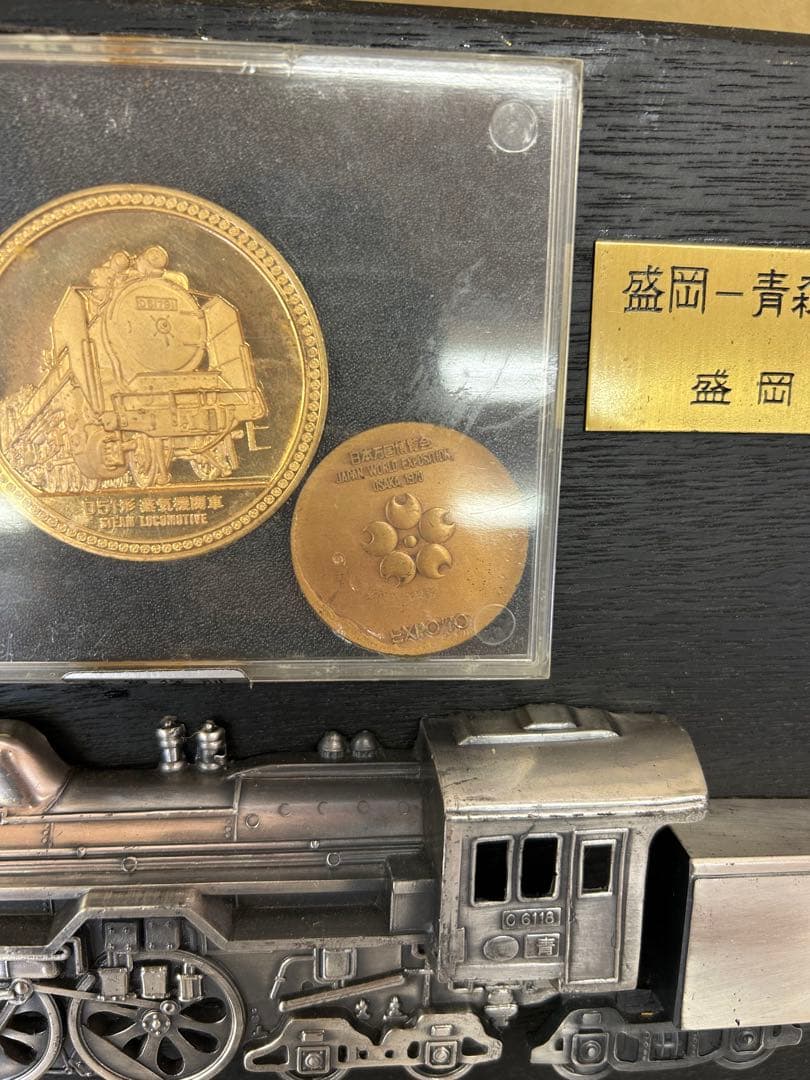 D51形 蒸気機関車
STEAM LOCOMOTIVE
日本万国博覧会
JAPAN WORLD EXPOSITION,
OSAKA, 1970
EXPO'70
盛岡－青森
盛岡
C 6118
青